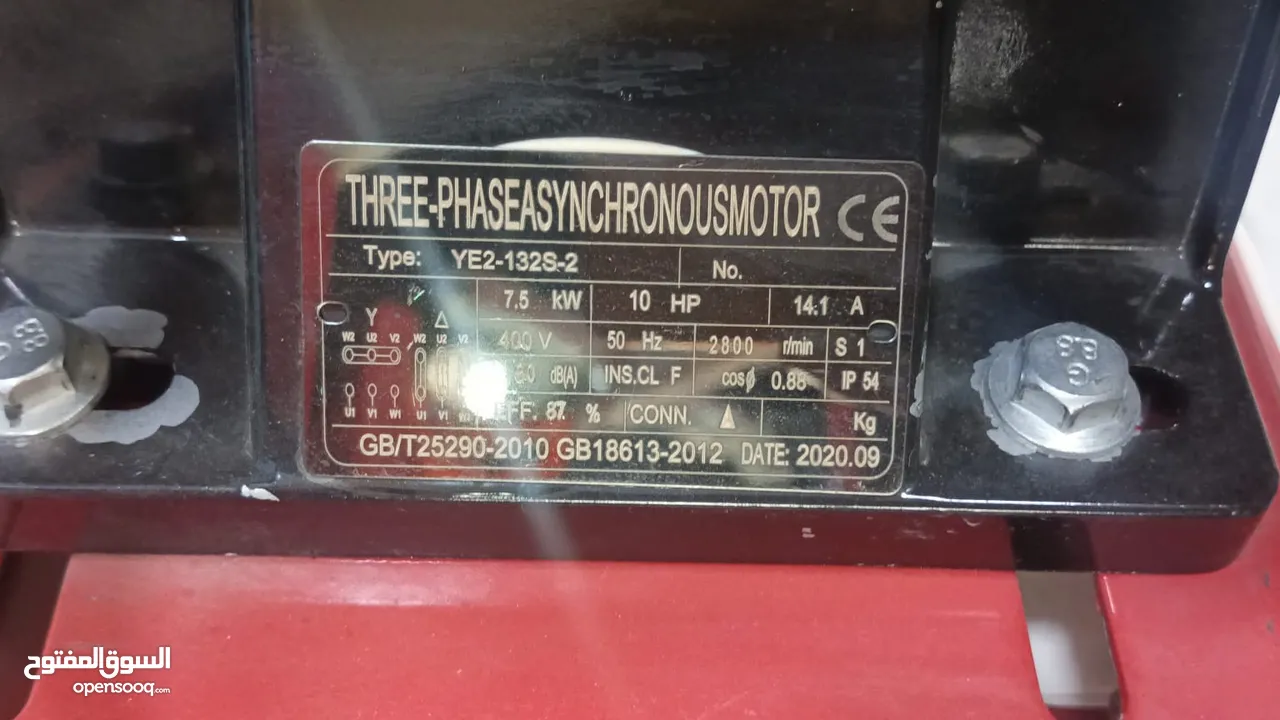 THREE-PHASEASYNCHRONOUSMOTOR CE
Type: YE2-132S-2 No.
7.5 kW 10 HP 14.1 A
Y △
W2 U2 V2 W2 U2 V2
400 V 50 Hz 2800 r/min S 1
dB(A) INS.CL F cosϕ 0.88 IP 54
U1 V1 W1 U1 V1
EFF. 87. % CONN. △ Kg
GB/T25290-2010 GB18613-2012 DATE: 2020.09
8.8
السوق المفتوح
opensooq.com